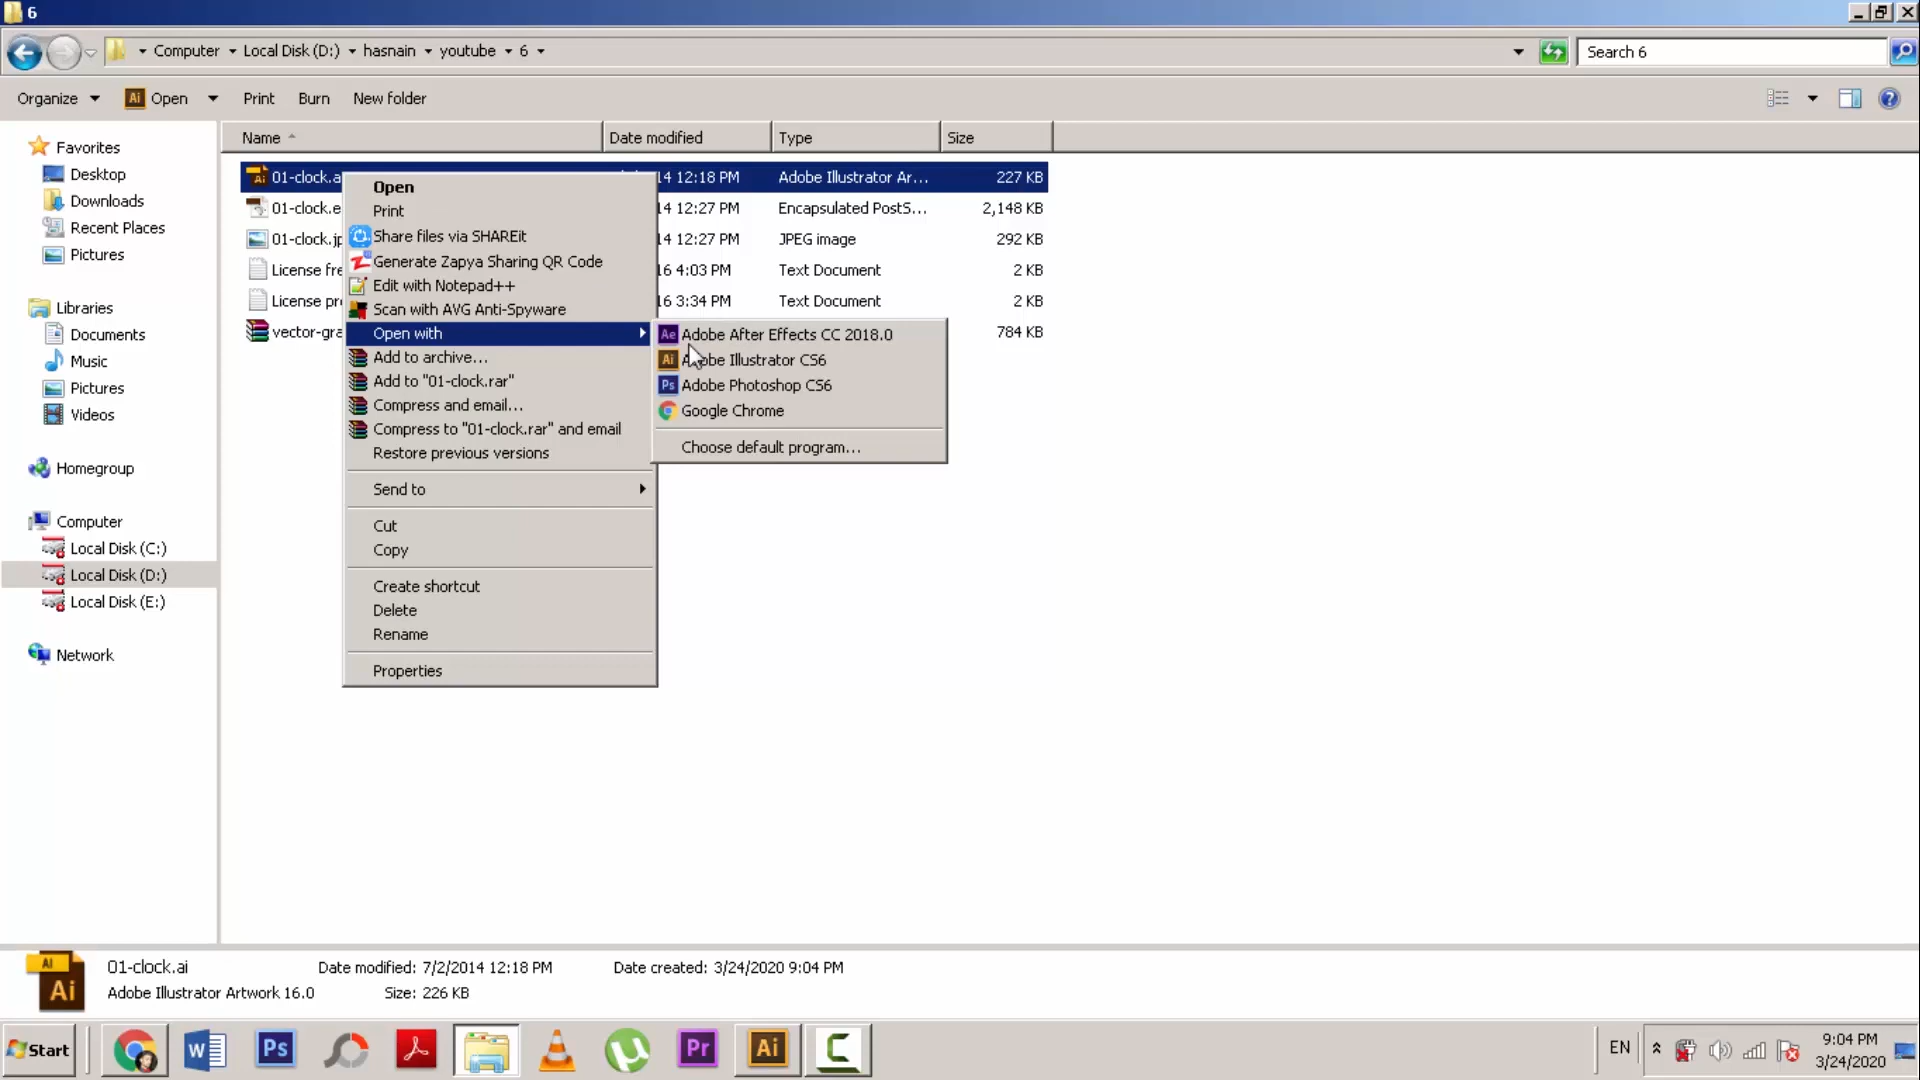 6
Computer Local Disk (D:) hasnain youtube 6
Search 6
Organize Ai Open Print Burn New folder
Name Date modified Type Size
Favorites
Desktop
Downloads
Recent Places
Pictures
Libraries
Documents
Music
Pictures
Videos
Homegroup
Computer
Local Disk (C:)
Local Disk (D:)
Local Disk (E:)
Network
Ai 01-clock.a 14 12:18 PM Adobe Illustrator Ar... 227 KB
01-clock.e 14 12:27 PM Encapsulated PostS... 2,148 KB
01-clock.jp 14 12:27 PM JPEG image 292 KB
License fre 16 4:03 PM Text Document 2 KB
License pr 16 3:34 PM Text Document 2 KB
vector-gra 784 KB
Open
Print
Share files via SHAREit
Generate Zapya Sharing QR Code
Edit with Notepad++
Scan with AVG Anti-Spyware
Open with
Add to archive...
Add to "01-clock.rar"
Compress and email...
Compress to "01-clock.rar" and email
Restore previous versions
Send to
Cut
Copy
Create shortcut
Delete
Rename
Properties
Ae Adobe After Effects CC 2018.0
Ai Adobe Illustrator CS6
Ps Adobe Photoshop CS6
Google Chrome
Choose default program...
AI
Ai
01-clock.ai Date modified: 7/2/2014 12:18 PM Date created: 3/24/2020 9:04 PM
Adobe Illustrator Artwork 16.0 Size: 226 KB
Start W Ps Pr Ai C EN 9:04 PM
3/24/2020